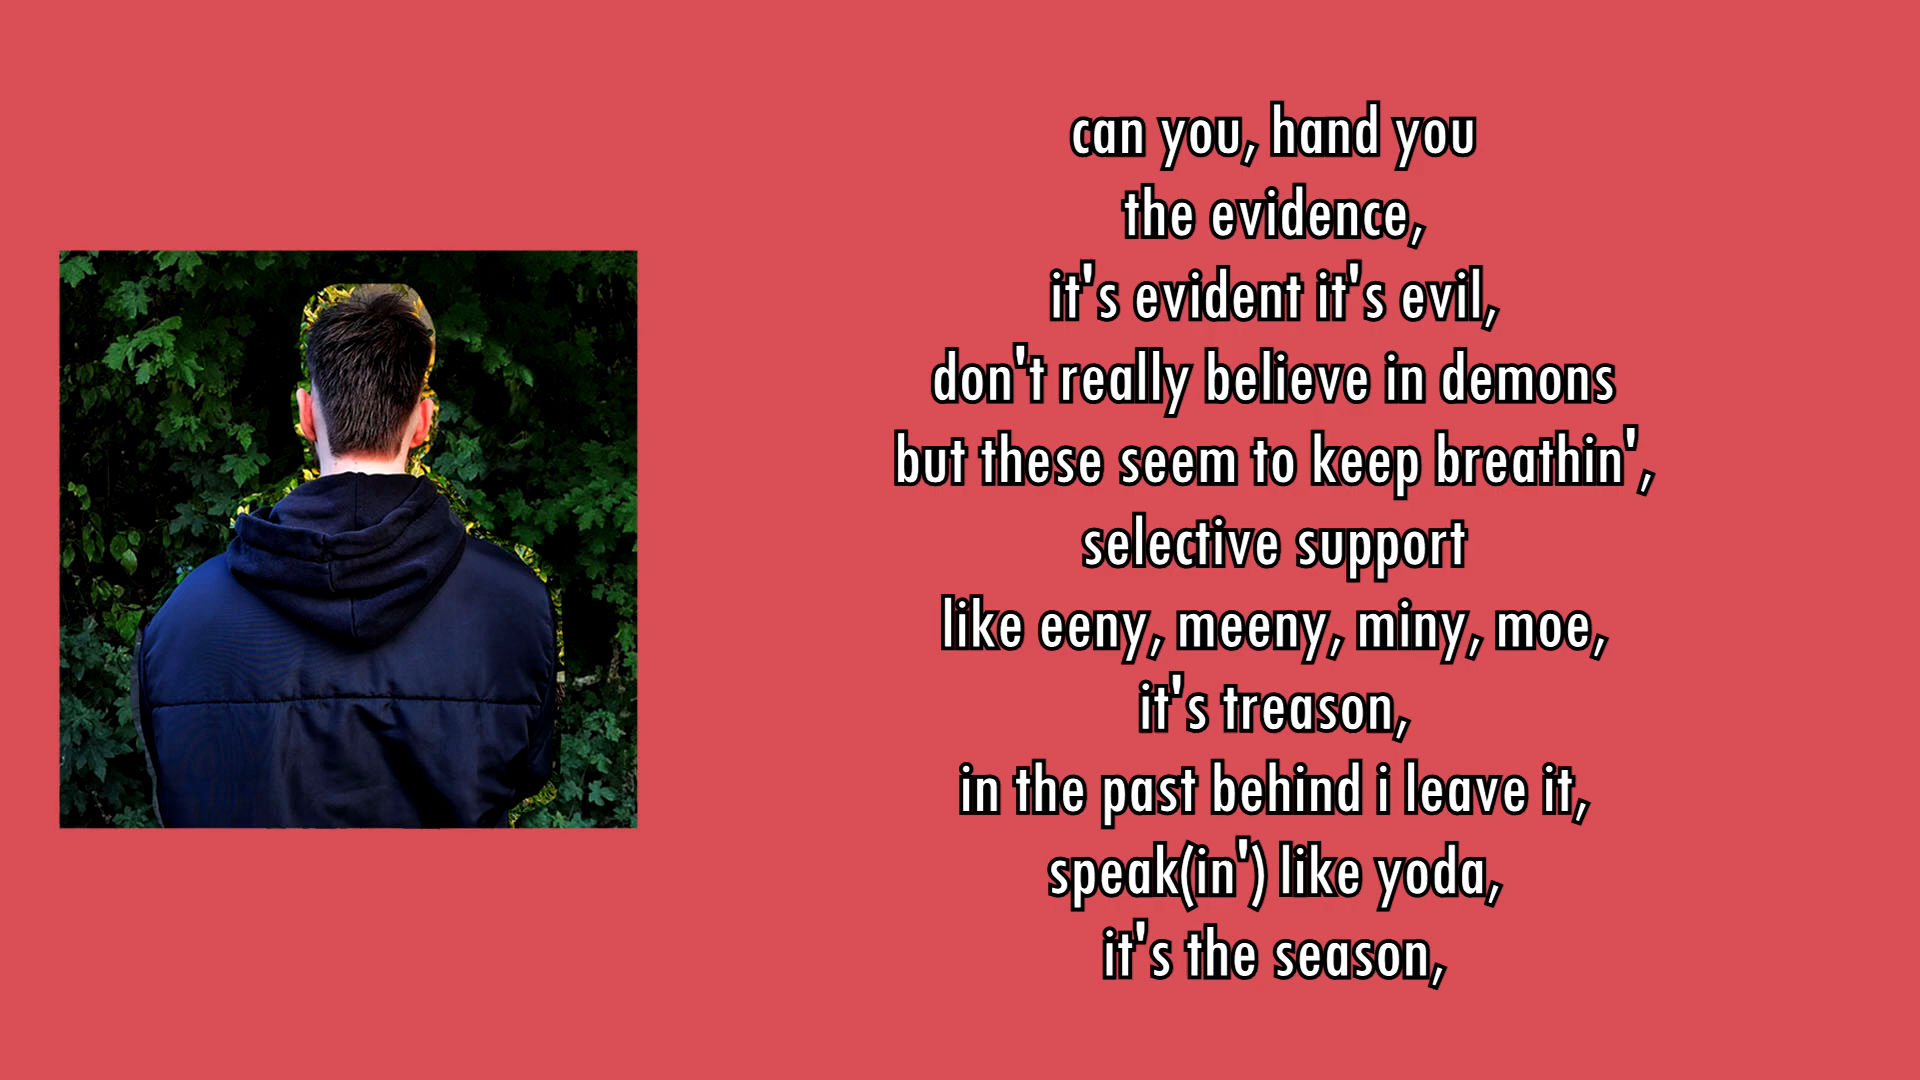 can you, hand you
the evidence,
it's evident it's evil,
don't really believe in demons
but these seem to keep breathin',
selective support
like eeny, meeny, miny, moe,
it's treason,
in the past behind i leave it,
speak(in') like yoda,
it's the season,